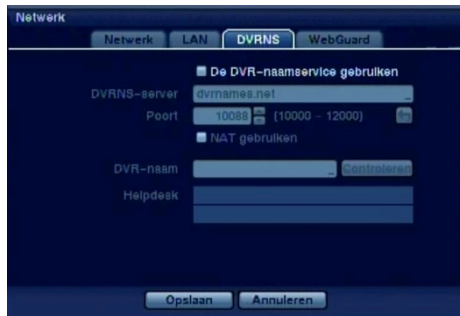 Netwerk
Netwerk LAN DVRNS WebGuard
De DVR-naamservice gebruiken
DVRNS-server dvrnames.net
Poort 10088 (10000 - 12000)
NAT gebruiken
DVR-naam Controleren
Helpdesk
Opslaan Annuleren